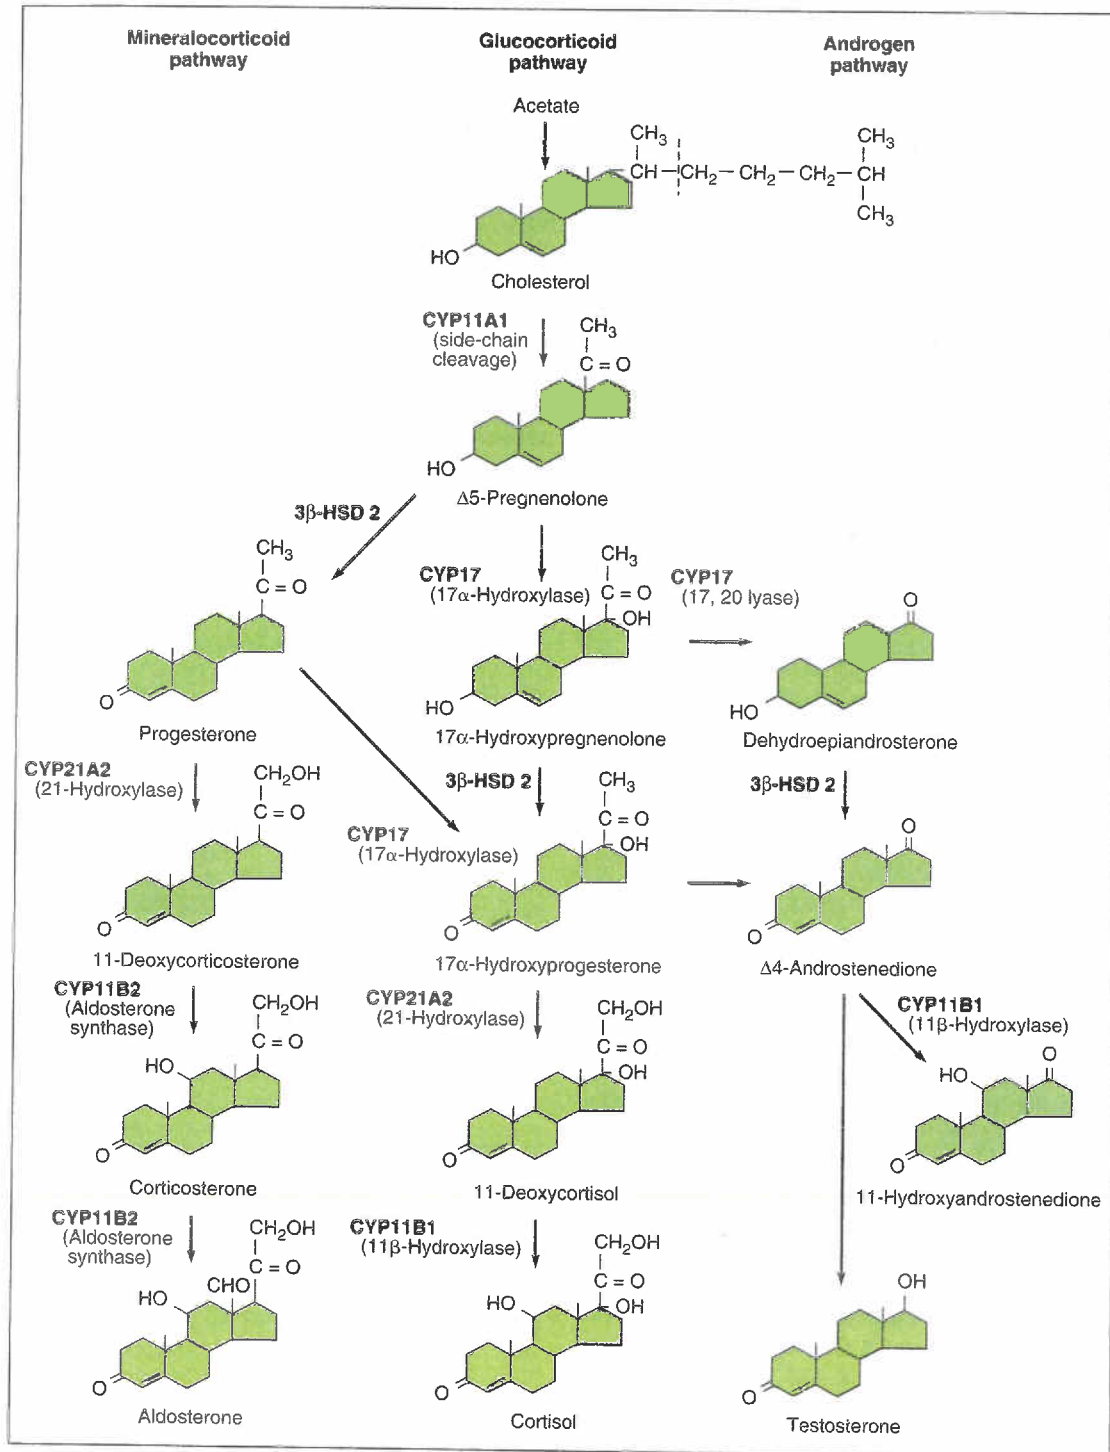 Mineralocorticoid
pathway
Glucocorticoid
pathway
Androgen
pathway
Acetate
CH3
CH–CH2–CH2–CH2–CH
CH3
CH3
HO
Cholesterol
CYP11A1
(side-chain
cleavage)
CH3
C=O
HO
Δ5-Pregnenolone
3β-HSD 2
CH3
C=O
O
Progesterone
CYP17
(17α-Hydroxylase)
CH3
C=O
OH
HO
17α-Hydroxypregnenolone
CYP17
(17, 20 lyase)
O
HO
Dehydroepiandrosterone
CYP21A2
(21-Hydroxylase)
CH2OH
C=O
O
11-Deoxycorticosterone
3β-HSD 2
CYP17
(17α-Hydroxylase)
CH3
C=O
OH
O
17α-Hydroxyprogesterone
3β-HSD 2
O
O
Δ4-Androstenedione
CYP11B2
(Aldosterone
synthase)
CH2OH
C=O
HO
O
Corticosterone
CYP21A2
(21-Hydroxylase)
CH2OH
C=O
OH
O
11-Deoxycortisol
CYP11B1
(11β-Hydroxylase)
O
HO
O
11-Hydroxyandrostenedione
CYP11B2
(Aldosterone
synthase)
CH2OH
C=O
CHO
HO
O
Aldosterone
CYP11B1
(11β-Hydroxylase)
CH2OH
C=O
OH
HO
O
Cortisol
OH
O
Testosterone